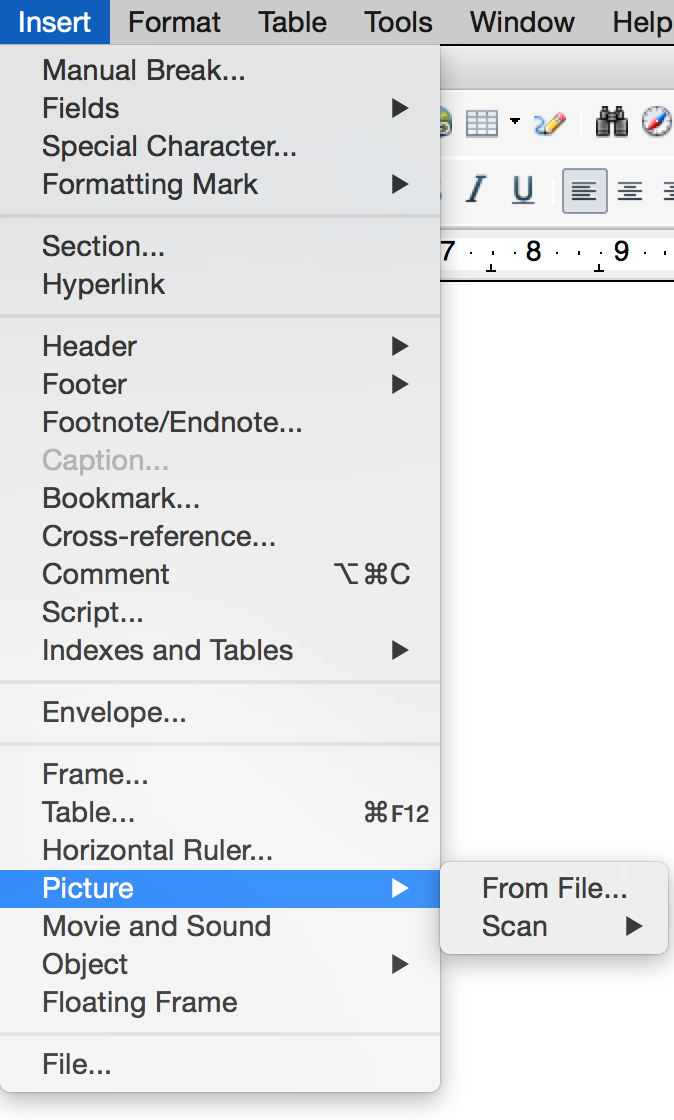 Insert Format Table Tools Window Help
Manual Break...
Fields
Special Character...
Formatting Mark
7 8 9
Section...
Hyperlink
Header
Footer
Footnote/Endnote...
Caption...
Bookmark...
Cross-reference...
Comment ⌥⌘C
Script...
Indexes and Tables
Envelope...
Frame...
Table... ⌘F12
Horizontal Ruler...
Picture
From File...
Movie and Sound
Scan
Object
Floating Frame
File...